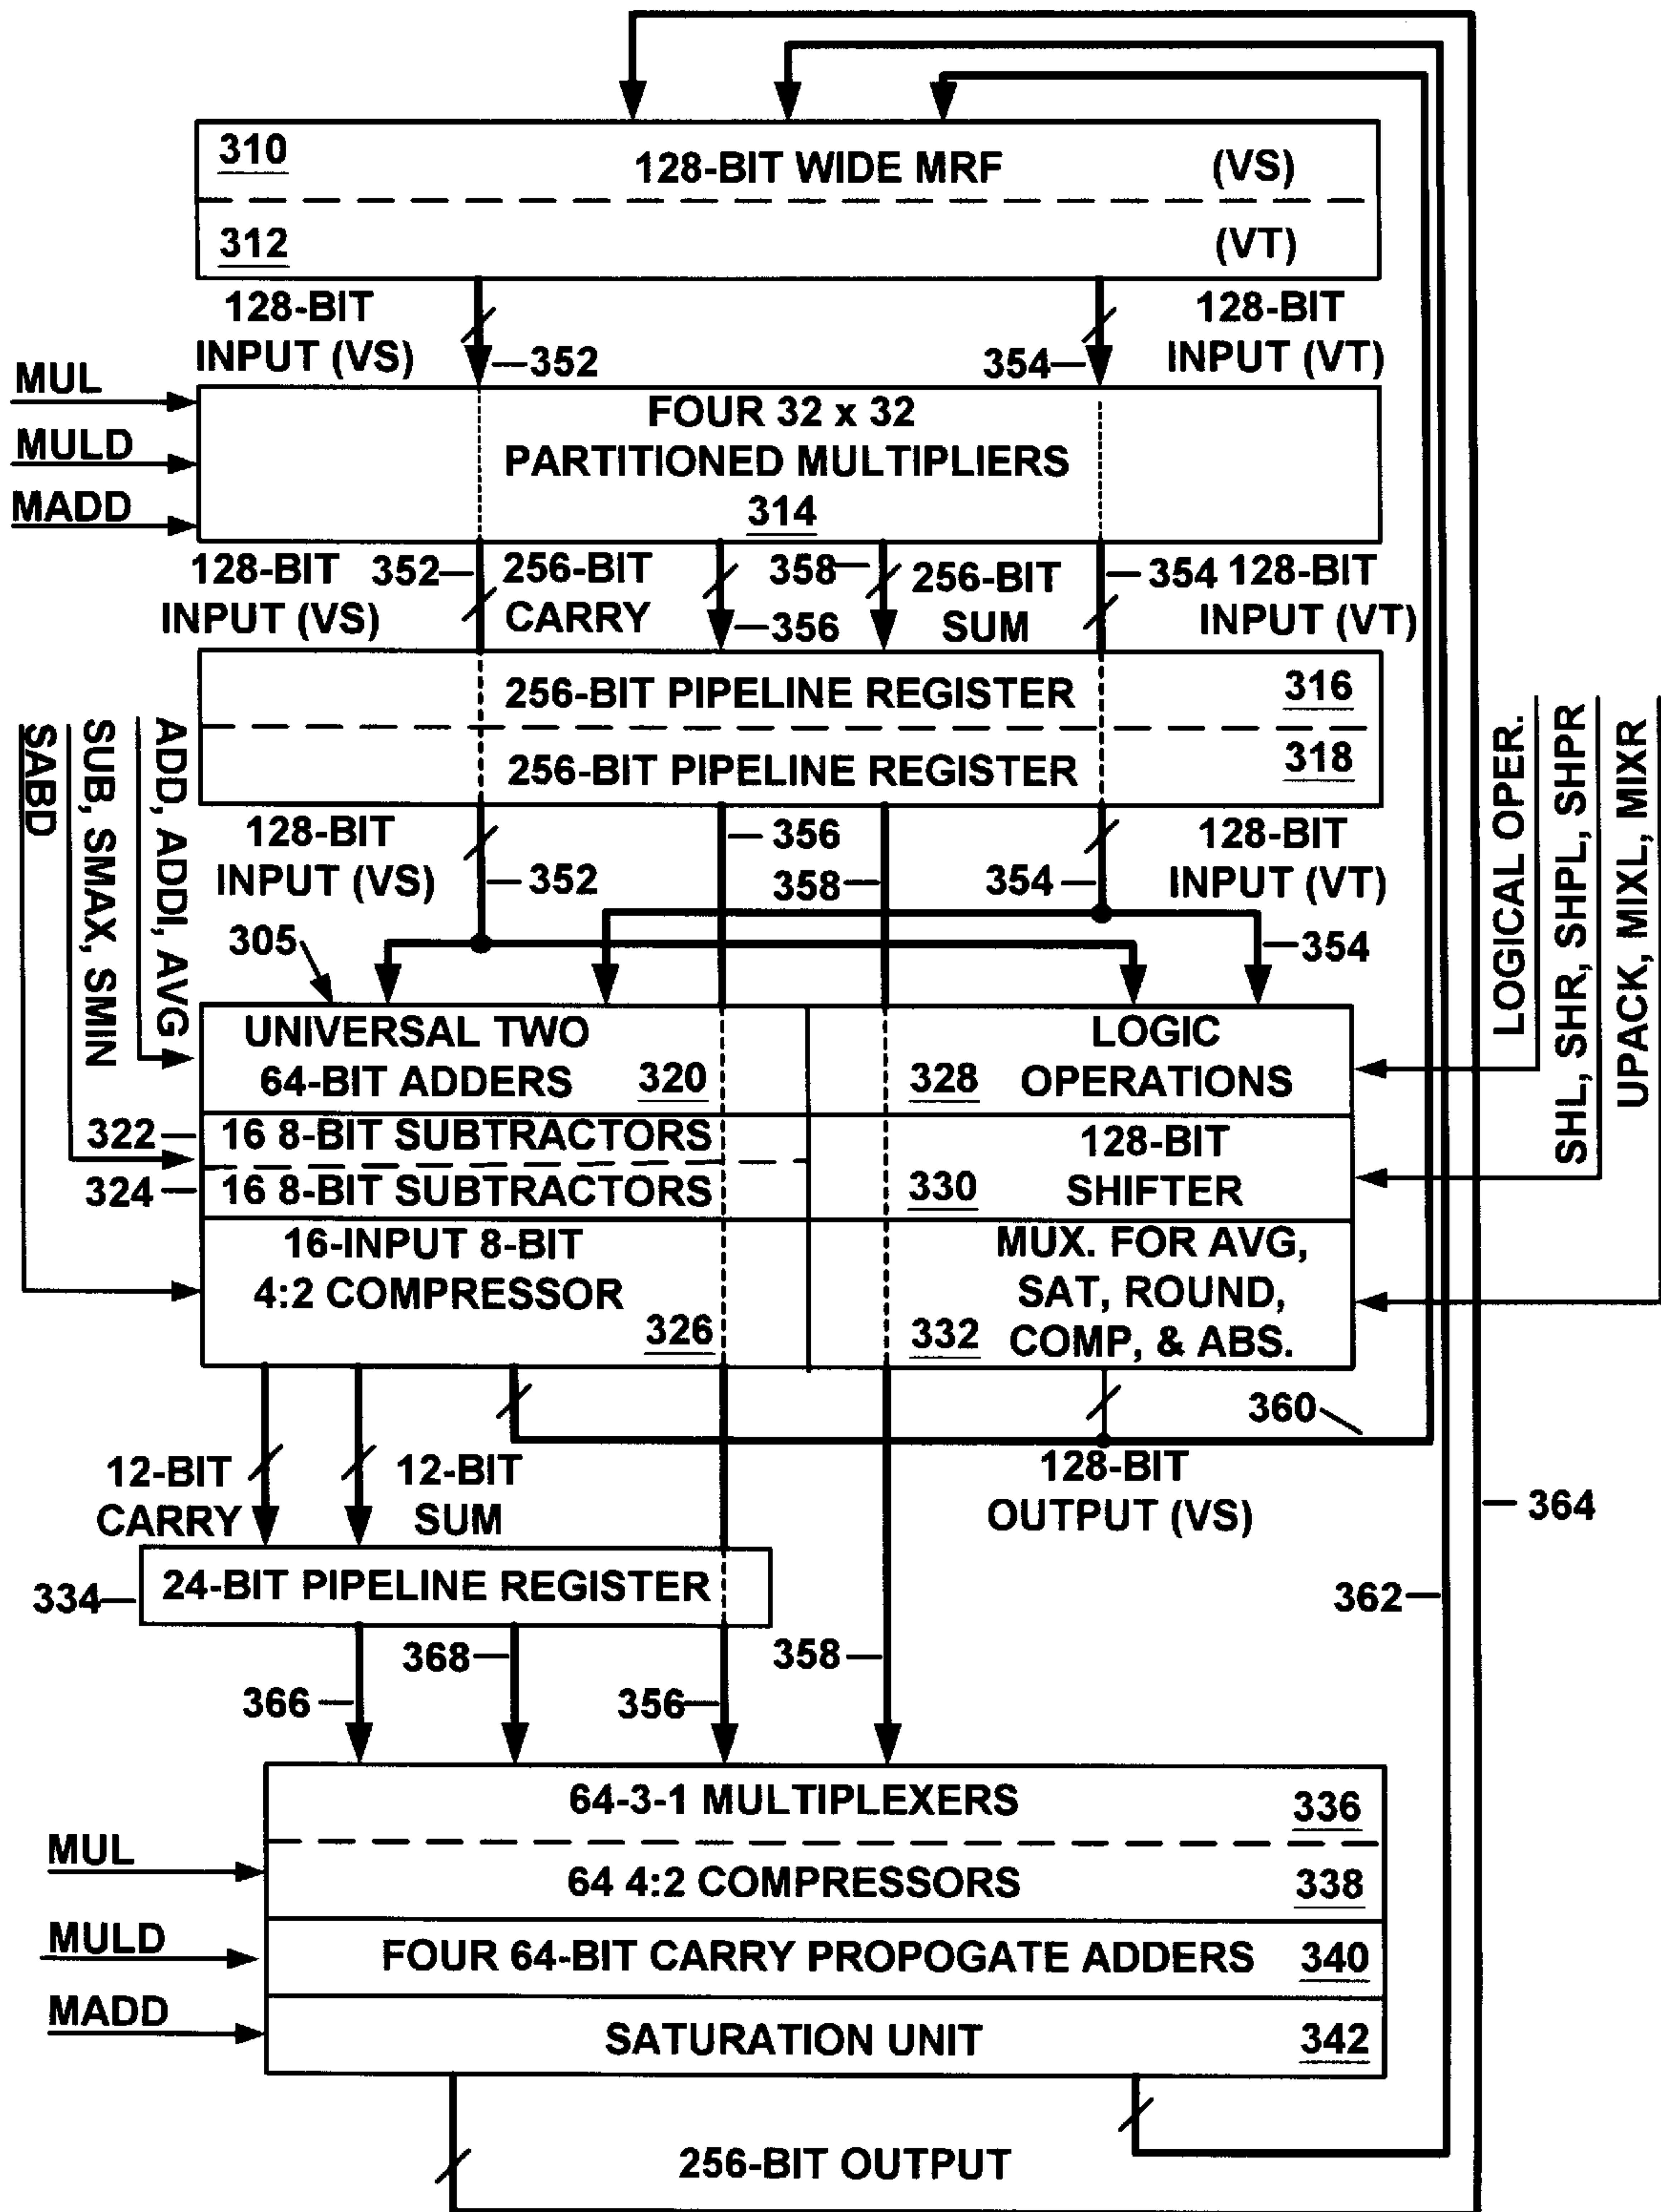 310 128-BIT WIDE MRF (VS)
312 (VT)
128-BIT
INPUT (VS)
352
354
128-BIT
INPUT (VT)
MUL
MULD
MADD
FOUR 32 x 32
PARTITIONED MULTIPLIERS
314
128-BIT
INPUT (VS)
352
256-BIT
CARRY
356
358
256-BIT
SUM
354
128-BIT
INPUT (VT)
256-BIT PIPELINE REGISTER 316
256-BIT PIPELINE REGISTER 318
SABD
SUB, SMAX, SMIN
ADD, ADDI, AVG
LOGICAL OPER.
SHL, SHR, SHPL, SHPR
UPACK, MIXL, MIXR
128-BIT
INPUT (VS)
352
356
358
354
128-BIT
INPUT (VT)
305
354
UNIVERSAL TWO
64-BIT ADDERS 320
328 LOGIC
OPERATIONS
322
16 8-BIT SUBTRACTORS
324
16 8-BIT SUBTRACTORS
330 128-BIT
SHIFTER
16-INPUT 8-BIT
4:2 COMPRESSOR
326
332 MUX. FOR AVG,
SAT, ROUND,
COMP, & ABS.
360
12-BIT
CARRY
12-BIT
SUM
128-BIT
OUTPUT (VS)
364
334
24-BIT PIPELINE REGISTER
362
366
368
356
358
64-3-1 MULTIPLEXERS 336
MUL
64 4:2 COMPRESSORS 338
MULD
FOUR 64-BIT CARRY PROPOGATE ADDERS 340
MADD
SATURATION UNIT 342
256-BIT OUTPUT